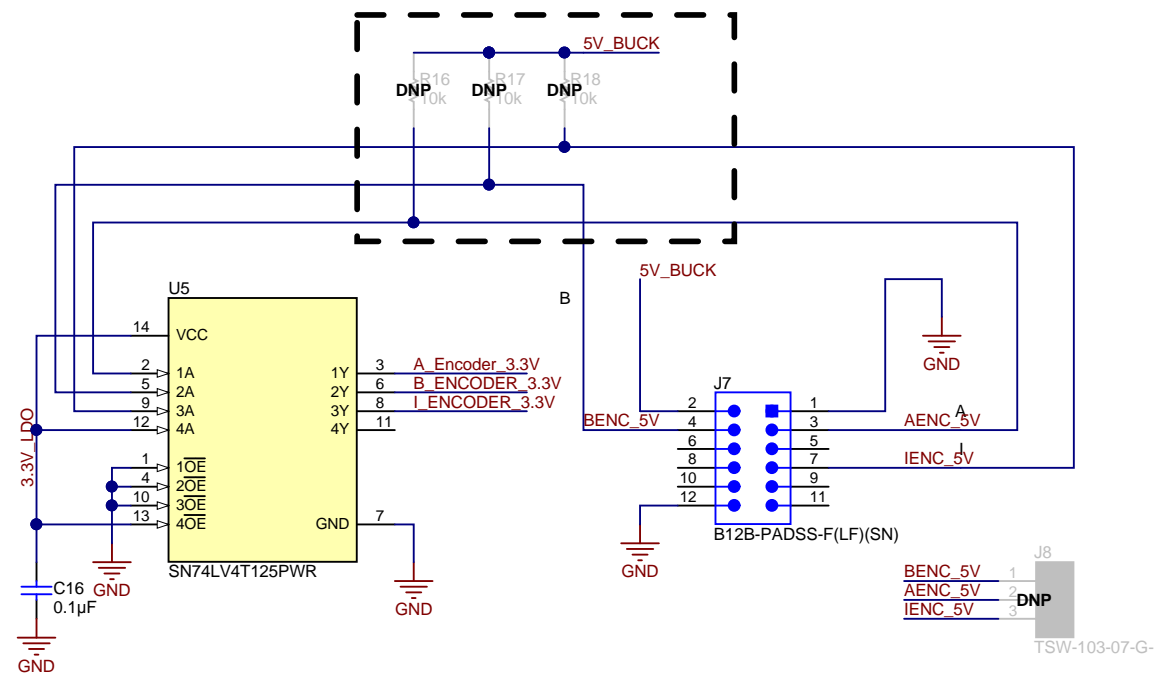 5V_BUCK
R16
R17
R18
DNP
DNP
DNP
10k
10k
10k
5V_BUCK
U5
B
14
VCC
GND
2
1A
1Y
3
A_Encoder_3.3V
5
2A
2Y
6
B_ENCODER_3.3V
9
3A
3Y
8
I_ENCODER_3.3V
12
4A
4Y
11
3.3V_LDO
1
1OE
4
2OE
10
3OE
13
4OE
GND
7
SN74LV4T125PWR
C16
0.1µF
GND
GND
GND
J7
2
1
A
BENC_5V
4
3
AENC_5V
6
5
I
8
7
IENC_5V
10
9
12
11
B12B-PADSS-F(LF)(SN)
GND
J8
BENC_5V
1
AENC_5V
2
DNP
IENC_5V
3
TSW-103-07-G-